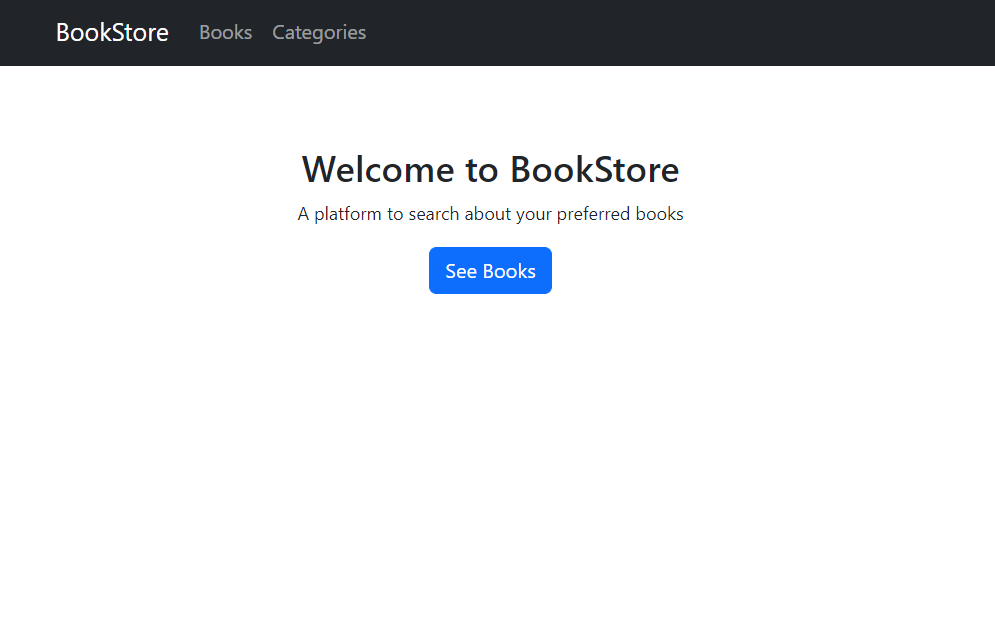 BookStore Books Categories
Welcome to BookStore
A platform to search about your preferred books
See Books